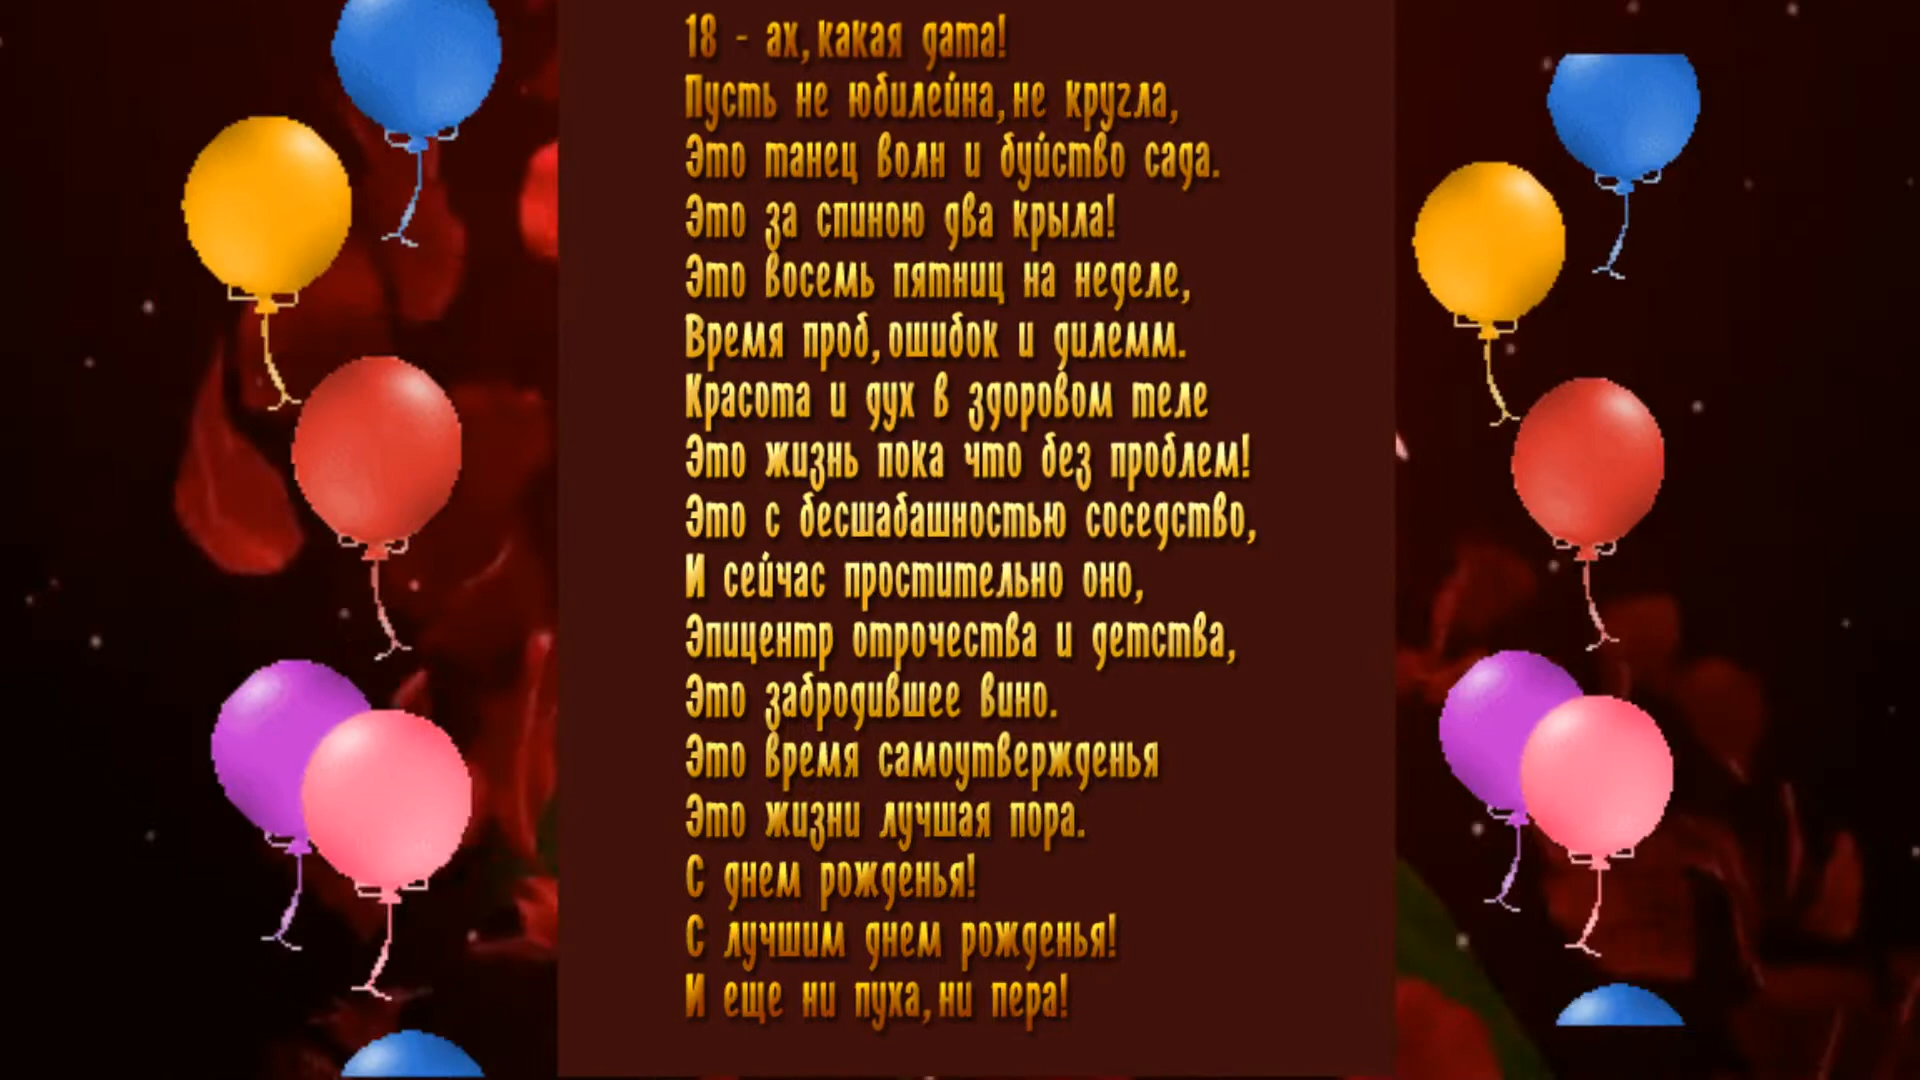 18 - ах, какая дата!
Пусть не юбилейна, не кругла,
Это танец волн и буйство сада.
Это за спиною два крыла!
Это восемь пятниц на неделе,
Время проб, ошибок и дилемм.
Красота и дух в здоровом теле
Это жизнь пока что без проблем!
Это с бесшабашностью соседство,
И сейчас простительно оно,
Эпицентр отрочества и детства,
Это забродившее вино.
Это время самоутвержденья
Это жизни лучшая пора.
С днем рожденья!
С лучшим днем рожденья!
И еще ни пуха, ни пера!